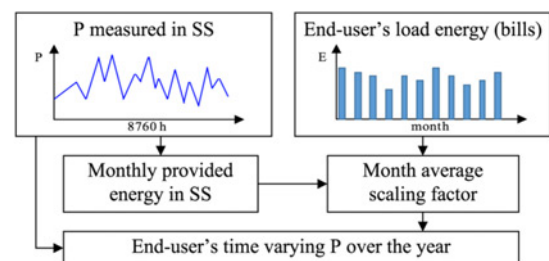 P measured in SS
P
8760 h
End-user's load energy (bills)
E
month
Monthly provided
energy in SS
Month average
scaling factor
End-user's time varying P over the year